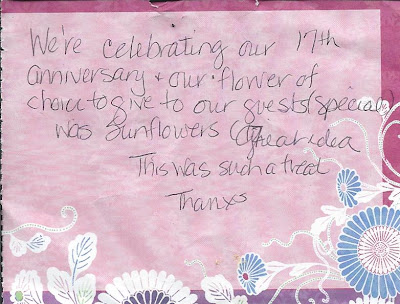 We're celebrating our 17th
anniversary + our flower of
choice to give to our guests (special)
was sunflowers Great idea
This was such a treat
Thanxs